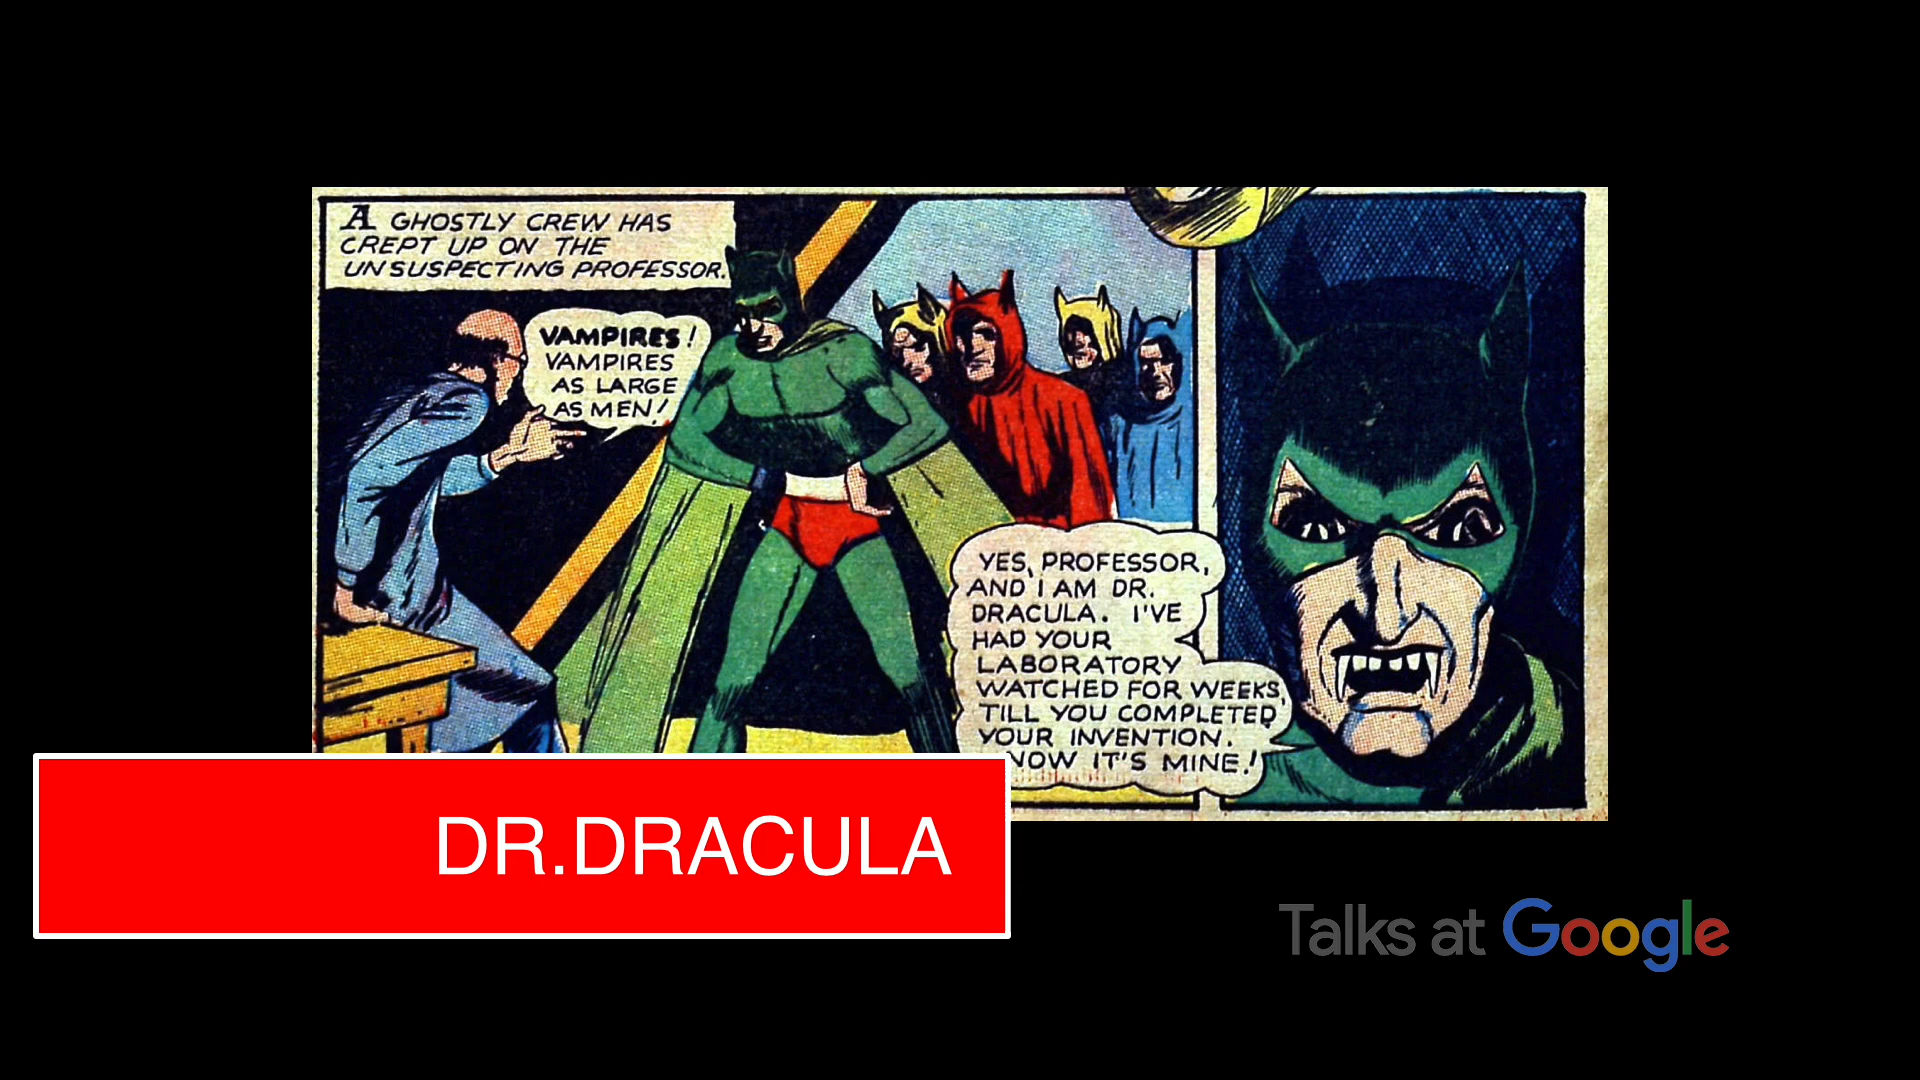 A GHOSTLY CREW HAS
CREPT UP ON THE
UNSUSPECTING PROFESSOR.
VAMPIRES!
VAMPIRES
AS LARGE
AS MEN!
YES, PROFESSOR,
AND I AM DR.
DRACULA. I'VE
HAD YOUR
LABORATORY
WATCHED FOR WEEKS,
TILL YOU COMPLETED
YOUR INVENTION.
NOW IT'S MINE!
DR.DRACULA
Talks at Google